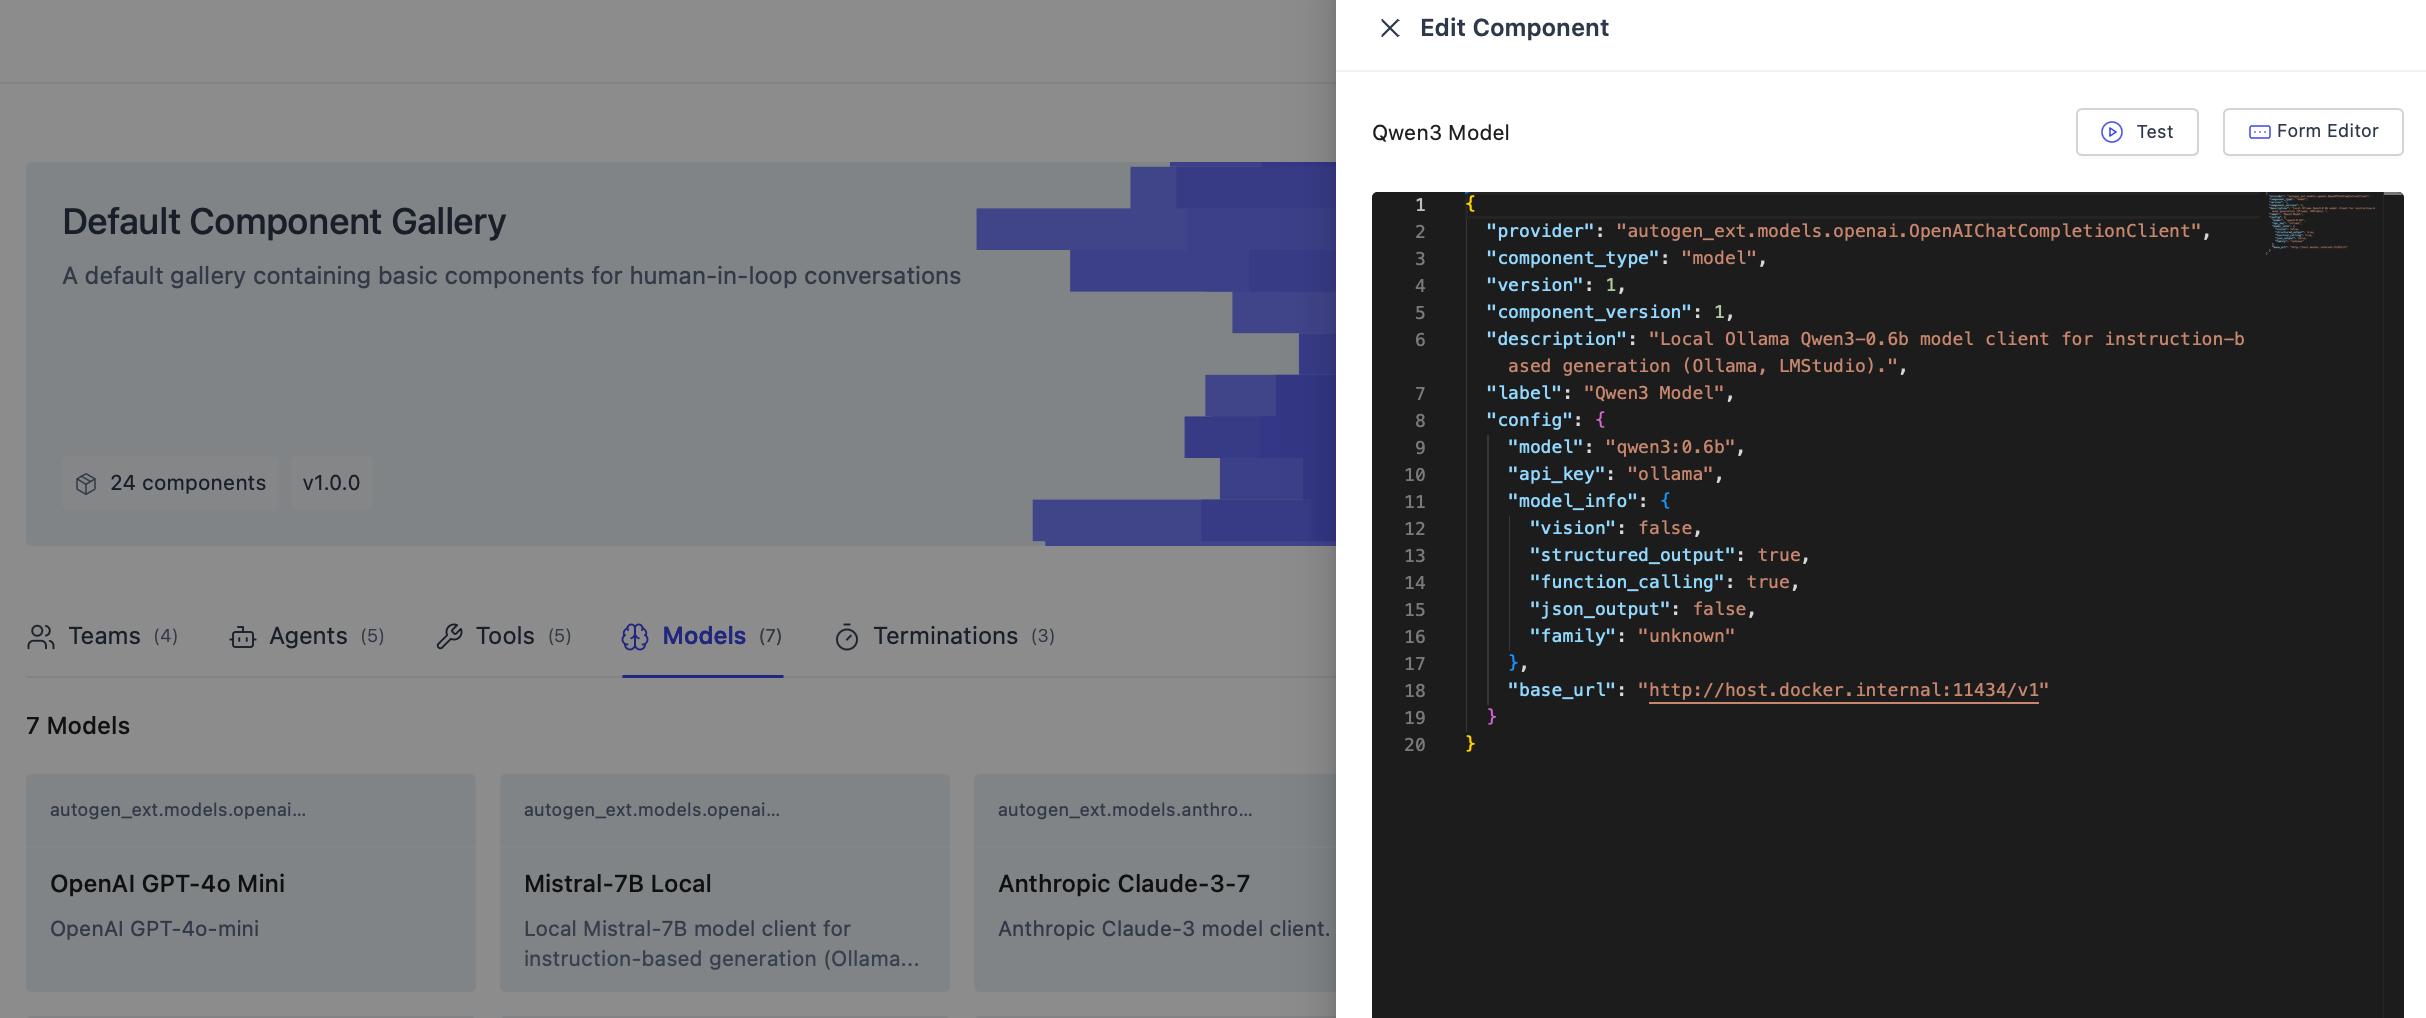 Default Component Gallery
A default gallery containing basic components for human-in-loop conversations
24 components
v1.0.0
Teams (4)
Agents (5)
Tools (5)
Models (7)
Terminations (3)
7 Models
autogen_ext.models.openai...
OpenAI GPT-4o Mini
OpenAI GPT-4o-mini
autogen_ext.models.openai...
Mistral-7B Local
Local Mistral-7B model client for
instruction-based generation (Ollama...
autogen_ext.models.anthro...
Anthropic Claude-3-7
Anthropic Claude-3 model client.
Edit Component
Qwen3 Model
Test
Form Editor
1 {
2 "provider": "autogen_ext.models.openai.OpenAIChatCompletionClient",
3 "component_type": "model",
4 "version": 1,
5 "component_version": 1,
6 "description": "Local Ollama Qwen3-0.6b model client for instruction-b
ased generation (Ollama, LMStudio).",
7 "label": "Qwen3 Model",
8 "config": {
9 "model": "qwen3:0.6b",
10 "api_key": "ollama",
11 "model_info": {
12 "vision": false,
13 "structured_output": true,
14 "function_calling": true,
15 "json_output": false,
16 "family": "unknown"
17 },
18 "base_url": "http://host.docker.internal:11434/v1"
19 }
20 }